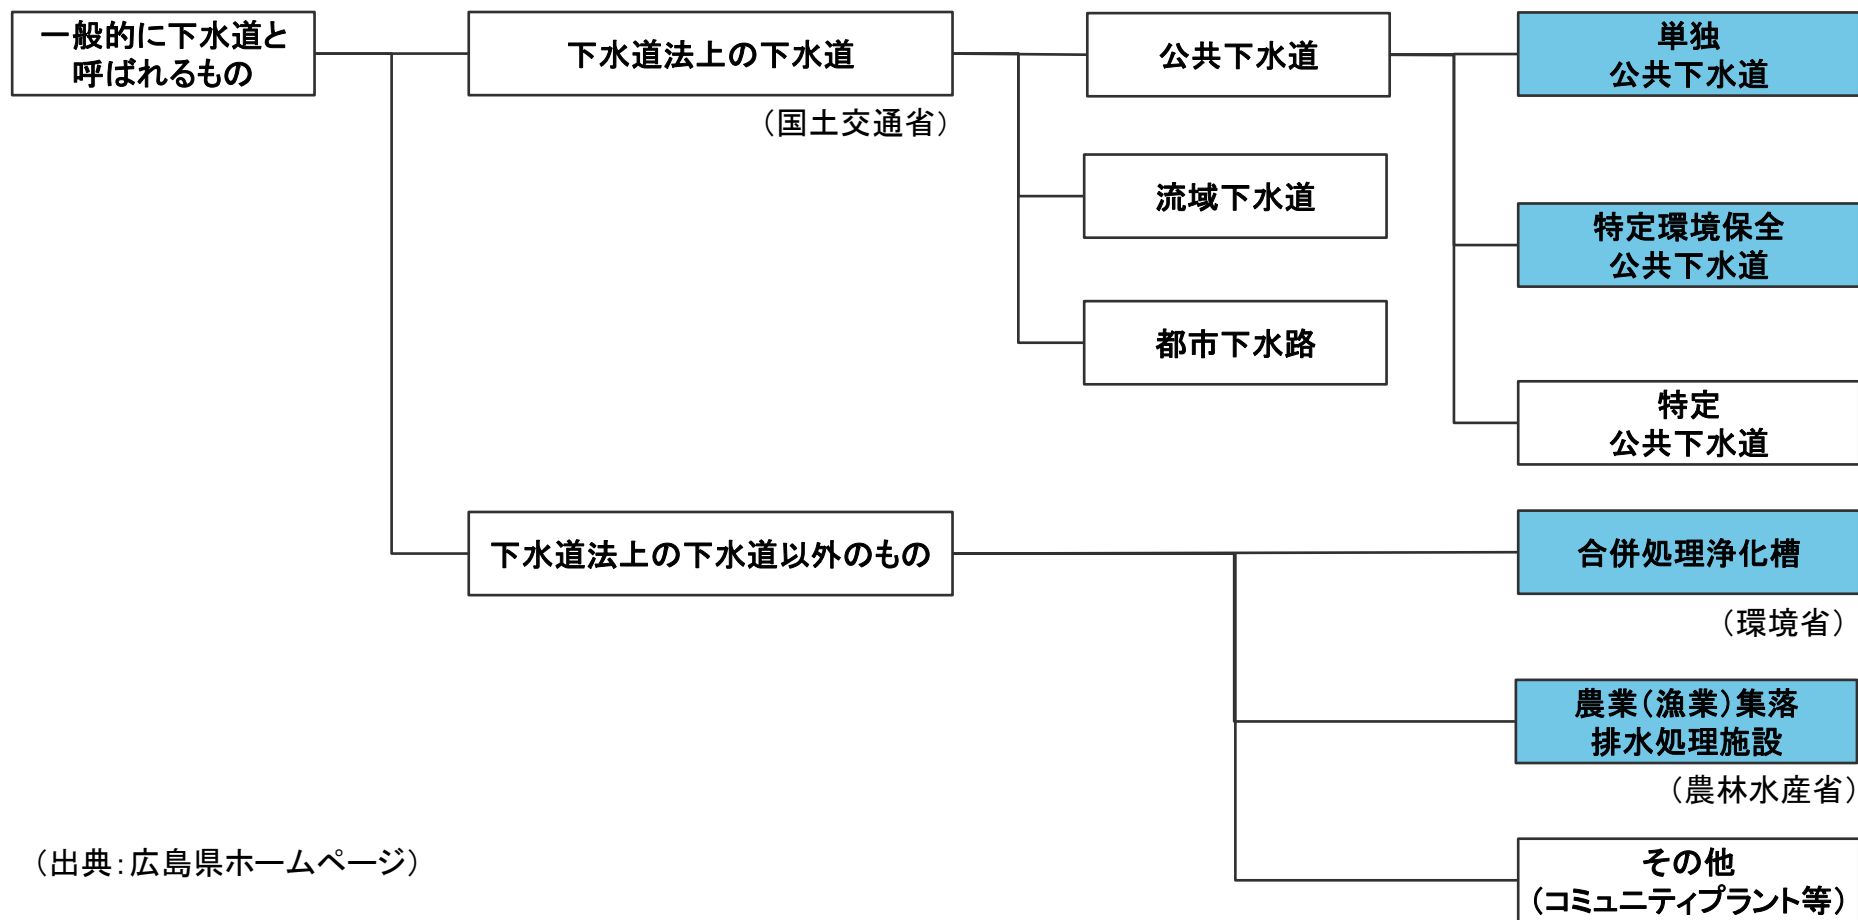 一般的に下水道と
呼ばれるもの
下水道法上の下水道
（国土交通省）
公共下水道
単独
公共下水道
流域下水道
特定環境保全
公共下水道
都市下水路
特定
公共下水道
下水道法上の下水道以外のもの
合併処理浄化槽
（環境省）
農業（漁業）集落
排水処理施設
（農林水産省）
その他
（コミュニティプラント等）
（出典：広島県ホームページ）